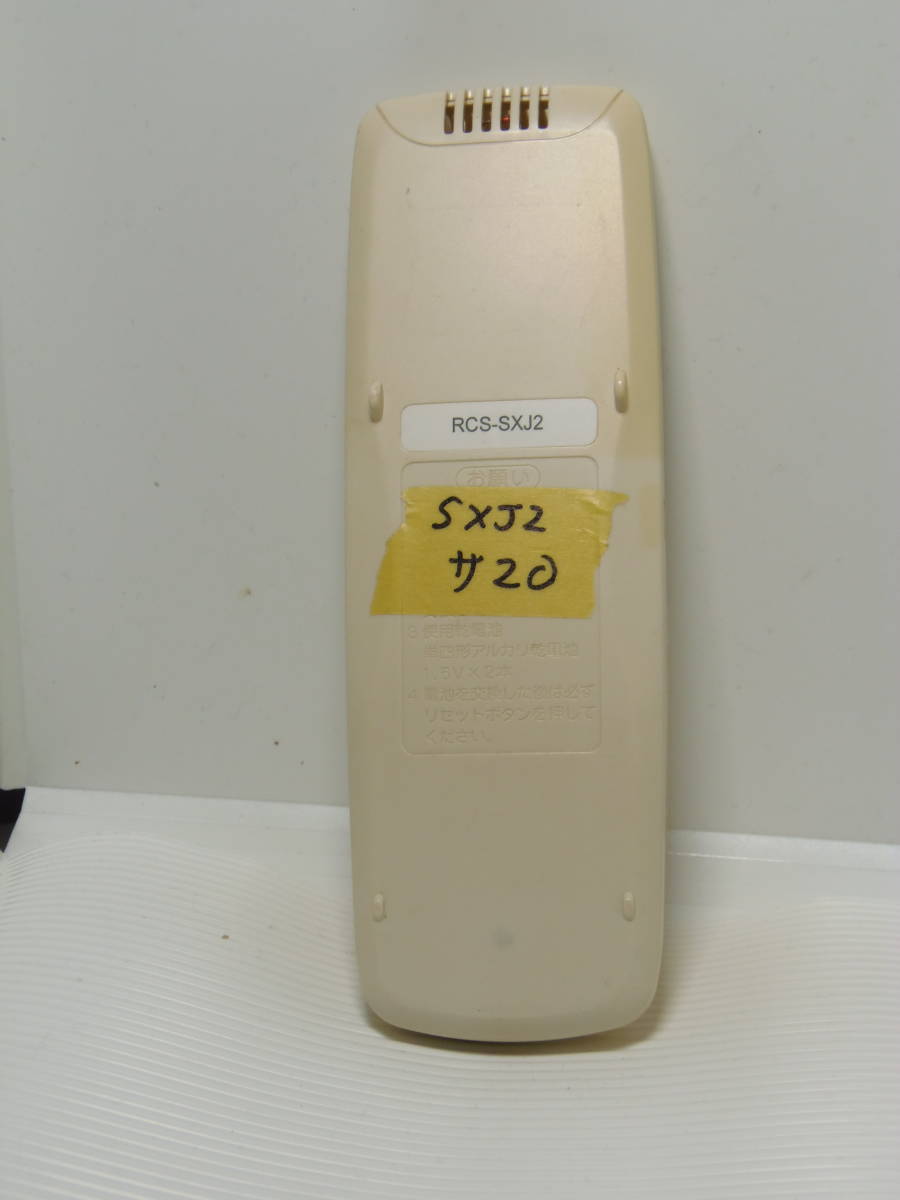 RCS-SXJ2
お願い
SXJ2
サ20
3 使用乾電池
単四形アルカリ乾電池
1.5V×2本
4 電池を交換した後は必ず
リセットボタンを押して
ください。